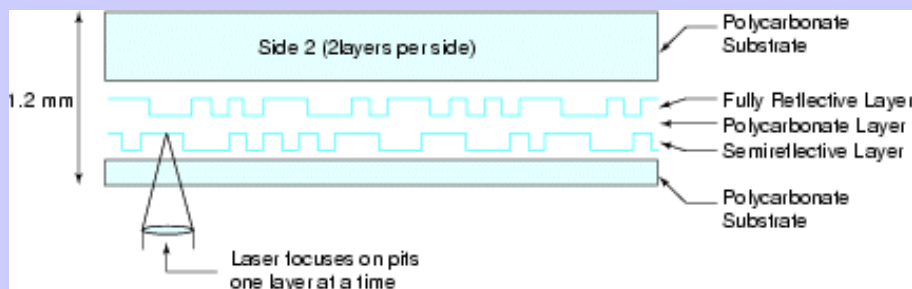 Polycarbonate
Substrate
Side 2 (2layers per side)
1.2 mm
Fully Reflective Layer
Polycarbonate Layer
Semireflective Layer
Polycarbonate
Substrate
Laser focuses on pits
one layer at a time